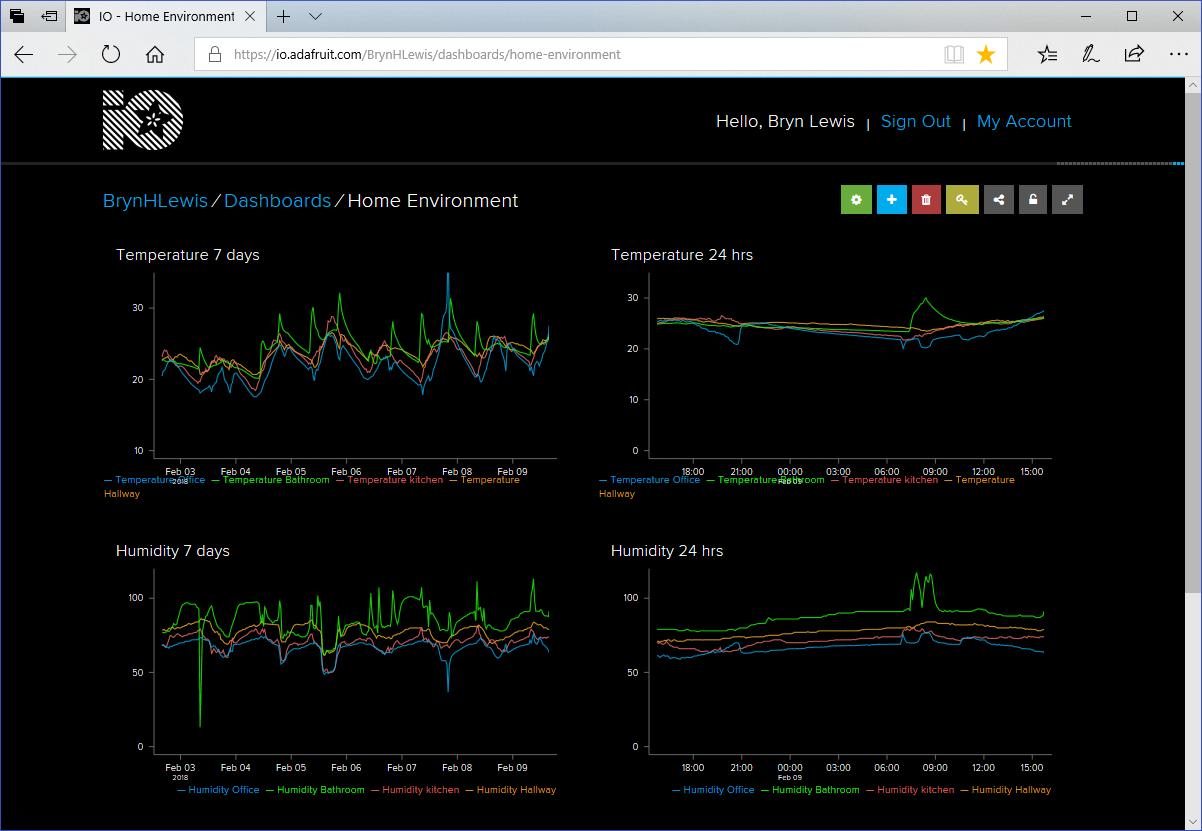 IO - Home Environment
https://io.adafruit.com/BrynHLewis/dashboards/home-environment
iO
Hello, Bryn Lewis | Sign Out | My Account
BrynHLewis / Dashboards / Home Environment
Temperature 7 days
30
20
10
Feb 03 Feb 04 Feb 05 Feb 06 Feb 07 Feb 08 Feb 09
2018
— Temperature Office — Temperature Bathroom — Temperature kitchen — Temperature
Hallway
Temperature 24 hrs
30
20
10
0
18:00 21:00 00:00 03:00 06:00 09:00 12:00 15:00
Feb 09
— Temperature Office — Temperature Bathroom — Temperature kitchen — Temperature
Hallway
Humidity 7 days
100
50
0
Feb 03 Feb 04 Feb 05 Feb 06 Feb 07 Feb 08 Feb 09
2018
— Humidity Office — Humidity Bathroom — Humidity kitchen — Humidity Hallway
Humidity 24 hrs
100
50
0
18:00 21:00 00:00 03:00 06:00 09:00 12:00 15:00
Feb 09
— Humidity Office — Humidity Bathroom — Humidity kitchen — Humidity Hallway